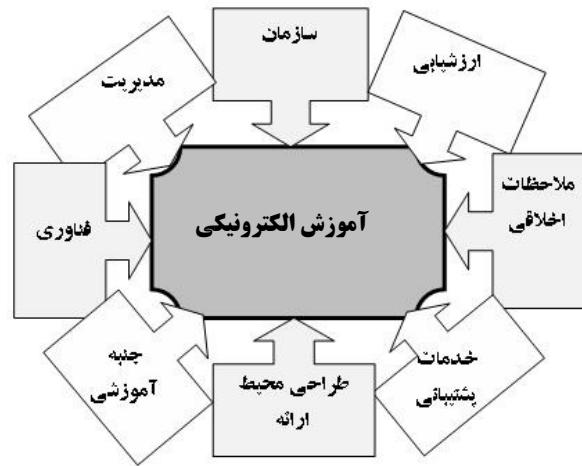 سازمان
ارزشیابی
مدیریت
ملاحظات
اخلاقی
فناوری
آموزش الکترونیکی
خدمات
پشتیبانی
جنبه
آموزشی
طراحی محیط
ارائه